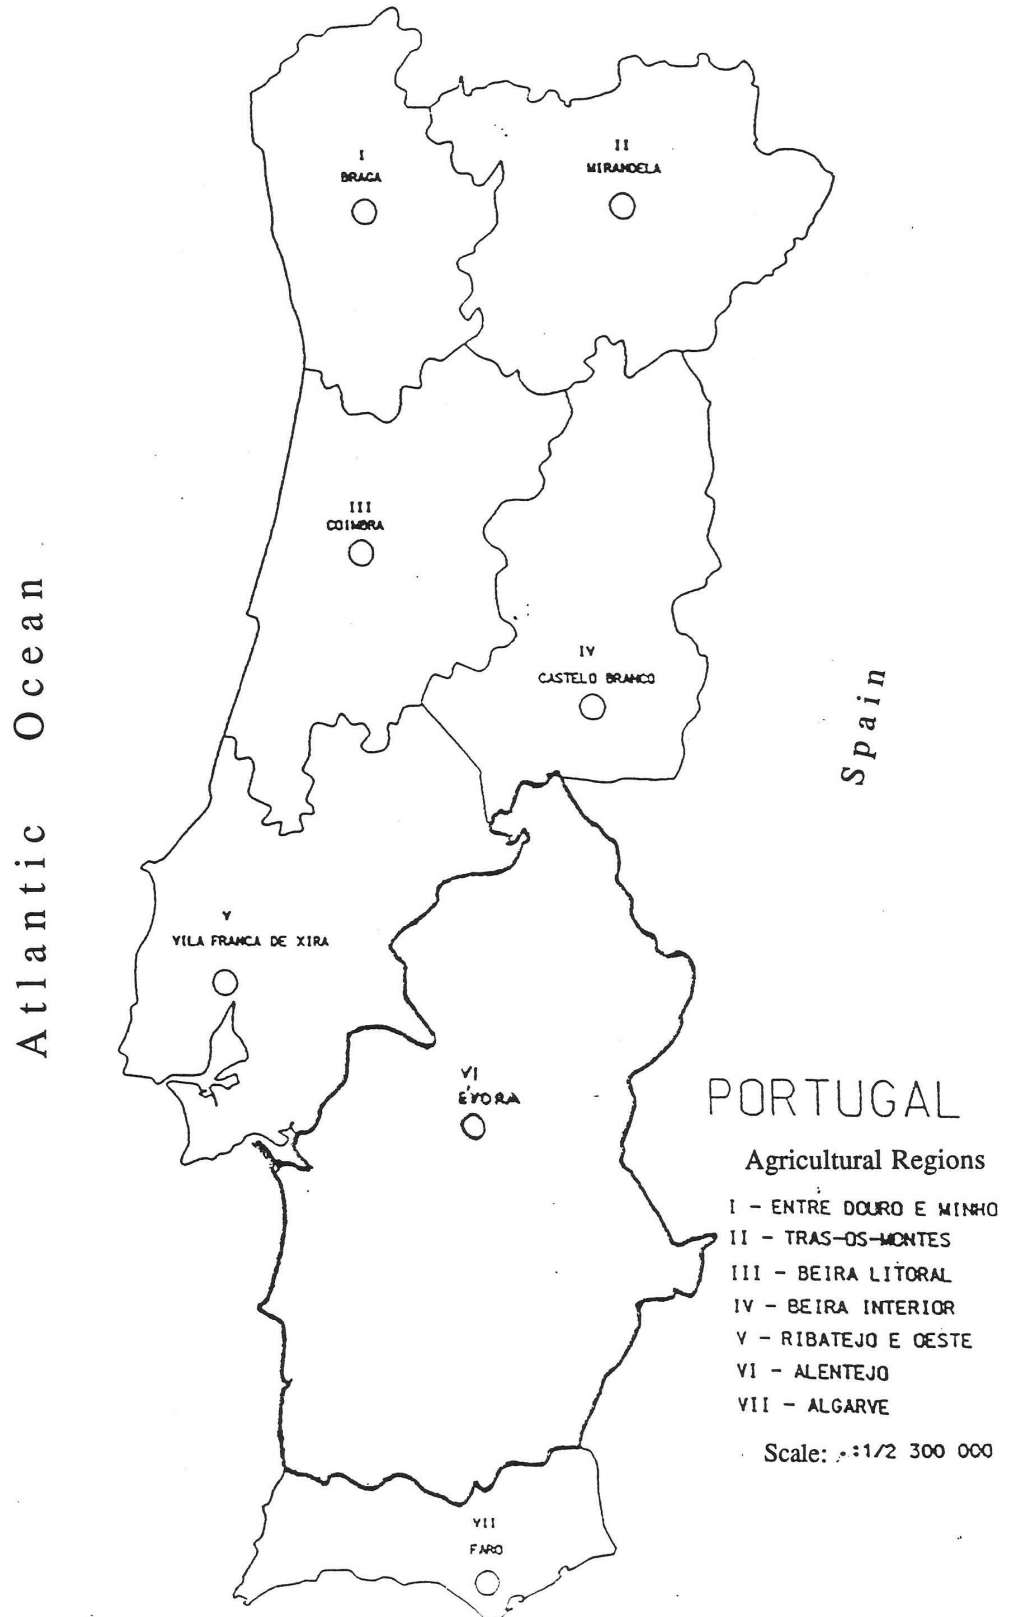 I
BRAGA
II
MIRANDELA
III
COIMBRA
IV
CASTELO BRANCO
Atlantic Ocean
Spain
V
VILA FRANCA DE XIRA
VI
ÉVORA
PORTUGAL
Agricultural Regions
I - ENTRE DOURO E MINHO
II - TRAS-OS-MONTES
III - BEIRA LITORAL
IV - BEIRA INTERIOR
V - RIBATEJO E OESTE
VI - ALENTEJO
VII - ALGARVE
Scale: 1/2 300 000
VII
FARO